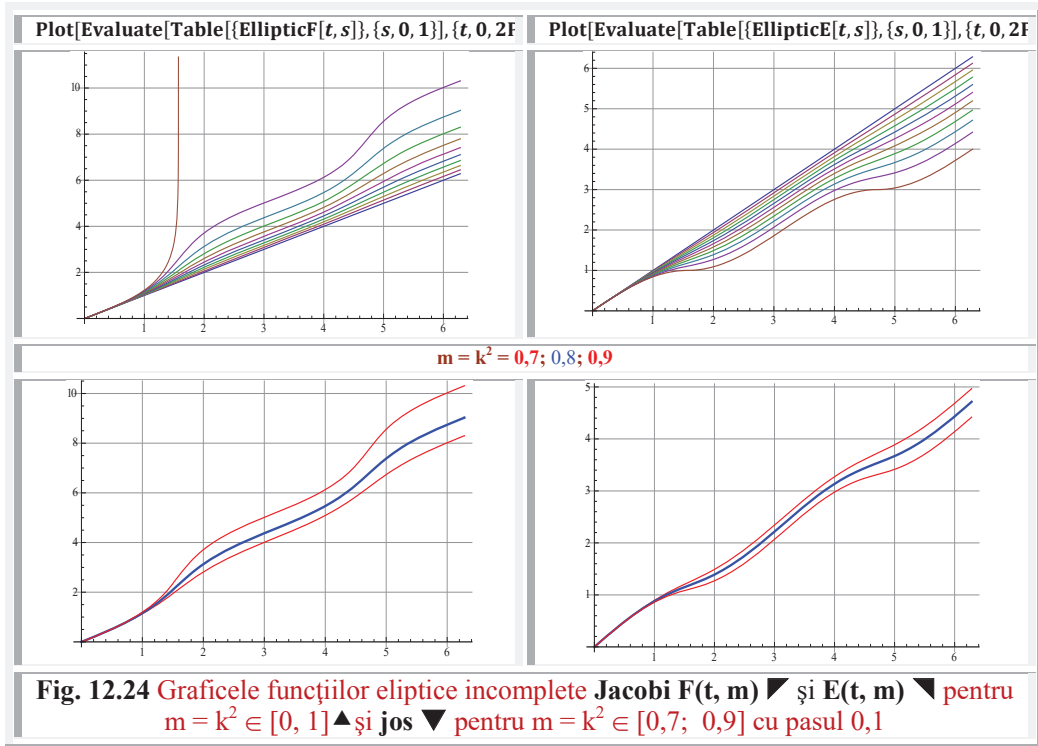 Plot[Evaluate[Table[{EllipticF[t, s]}, {s, 0, 1}], {t, 0, 2P
Plot[Evaluate[Table[{EllipticE[t, s]}, {s, 0, 1}], {t, 0, 2P
10
8
6
4
2
1 2 3 4 5 6
6
5
4
3
2
1
1 2 3 4 5 6
m = k² = 0,7; 0,8; 0,9
10
8
6
4
2
1 2 3 4 5 6
5
4
3
2
1
1 2 3 4 5 6
Fig. 12.24 Graficele funcţiilor eliptice incomplete Jacobi F(t, m) ◤ şi E(t, m) ◥ pentru
m = k² ∈ [0, 1] ▲ şi jos ▼ pentru m = k² ∈ [0,7; 0,9] cu pasul 0,1